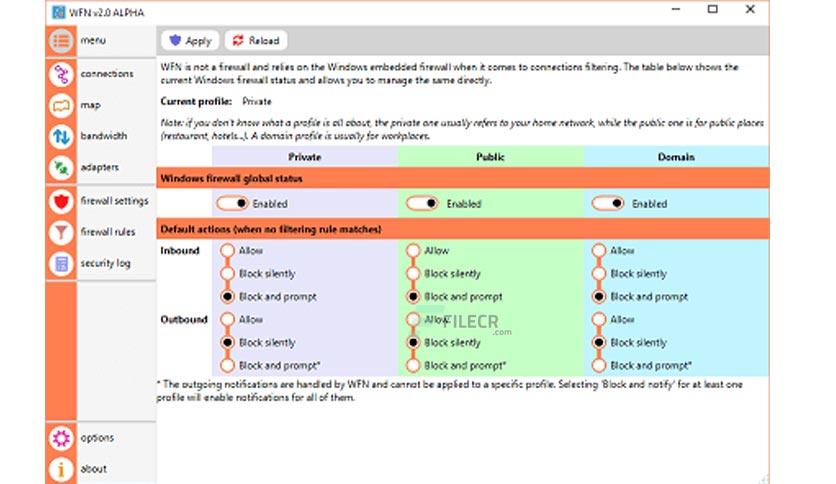 WFN v2.0 ALPHA
menu
Apply
Reload
WFN is not a firewall and relies on the Windows embedded firewall when it comes to connections filtering. The table below shows the
current Windows firewall status and allows you to manage the same directly.
Current profile: Private
Note: if you don't know what a profile is all about, the private one usually refers to your home network, while the public one is for public places
(restaurant, hotels...). A domain profile is usually for workplaces.
connections
map
bandwidth
adapters
firewall settings
firewall rules
security log
options
about
Private Public Domain
Windows firewall global status
Enabled Enabled Enabled
Default actions (when no filtering rule matches)
Inbound Allow Allow Allow
Block silently Block silently Block silently
Block and prompt Block and prompt Block and prompt
Outbound Allow Allow Allow
FILECR
.com
Block silently Block silently Block silently
Block and prompt* Block and prompt* Block and prompt*
* The outgoing notifications are handled by WFN and cannot be applied to a specific profile. Selecting 'Block and notify' for at least one
profile will enable notifications for all of them.